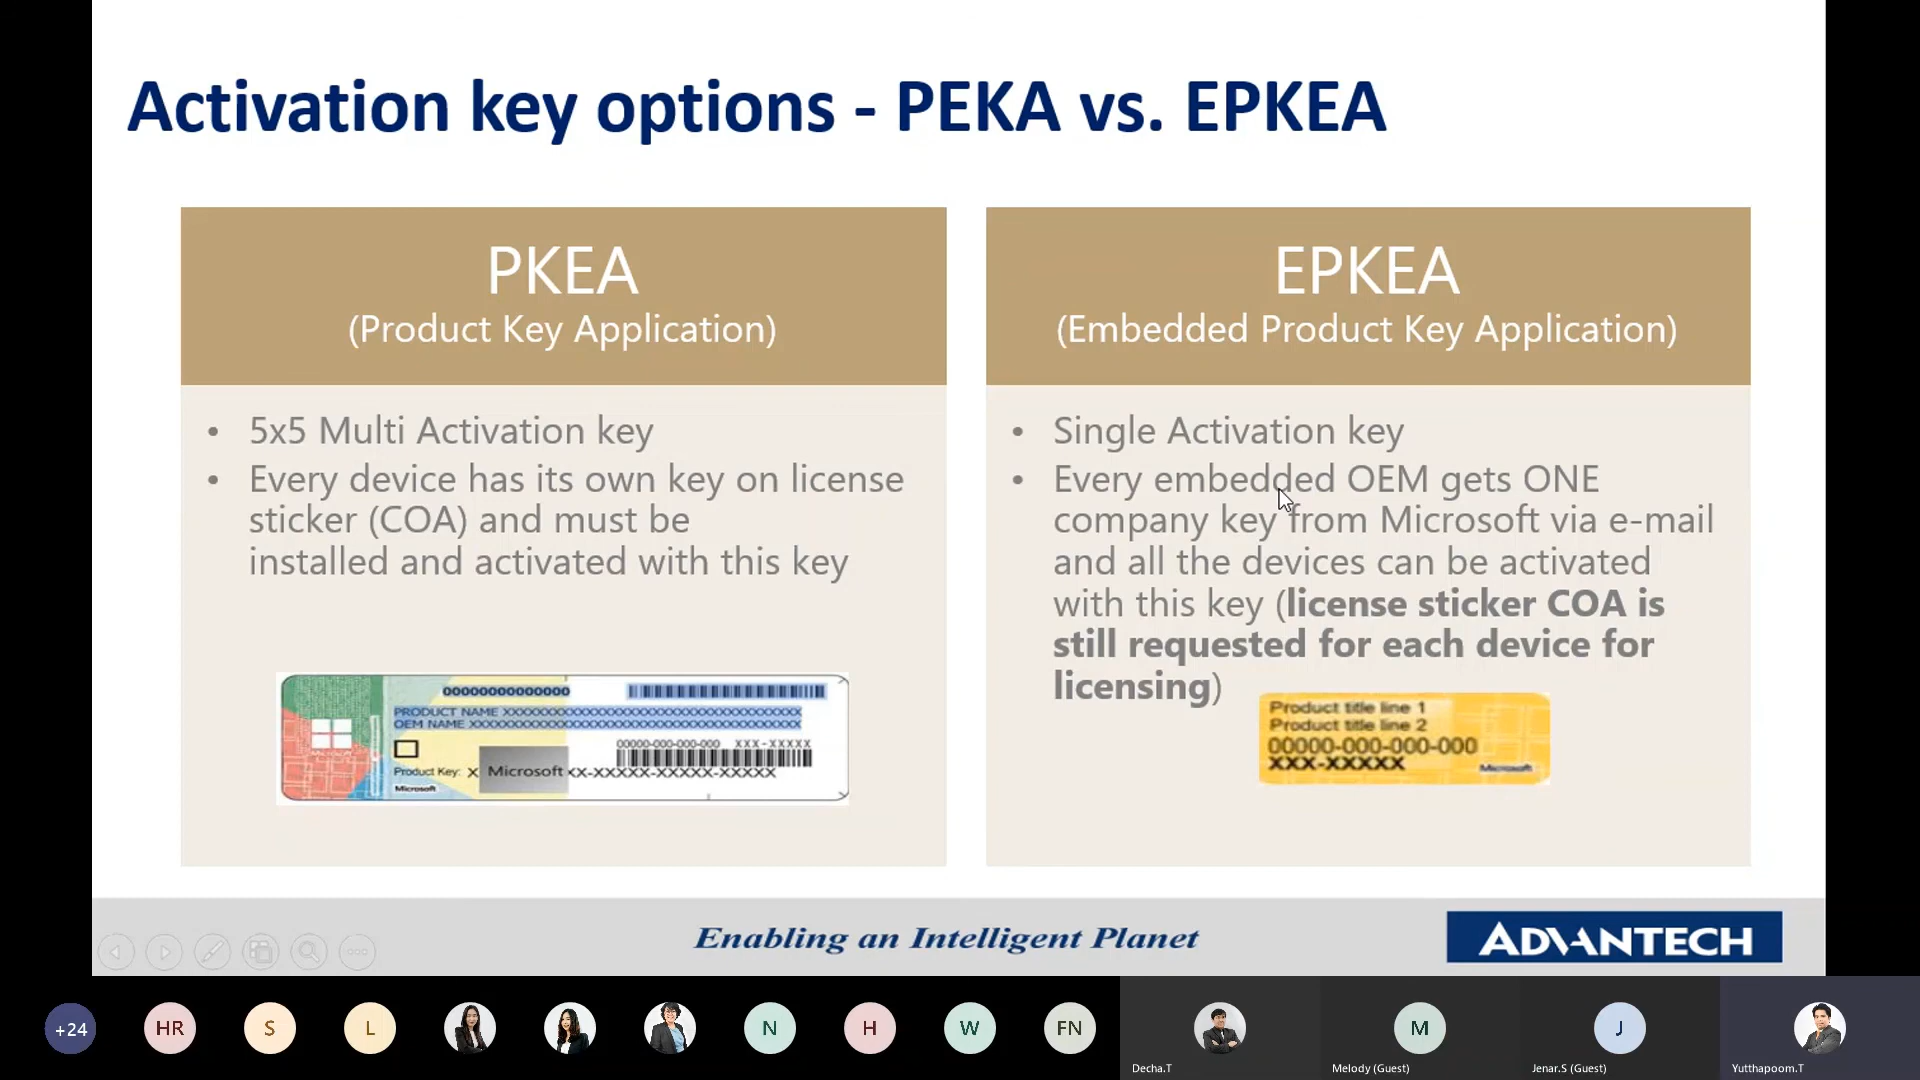 Activation key options - PEKA vs. EPKEA
PKEA
(Product Key Application)
• 5x5 Multi Activation key
• Every device has its own key on license
sticker (COA) and must be
installed and activated with this key
00000000000000
PRODUCT NAME XXXXXXXXXXXXXXXXXXXXXXXXXXXXXXXXXX
OEM NAME XXXXXXXXXXXXXXXXXXXXXXXXXXXXXXXXXXXXXX
00000-000-000-000 XXX-XXXXX
Product Key: X Microsoft XX-XXXXX-XXXXX-XXXXX
Microsoft
EPKEA
(Embedded Product Key Application)
• Single Activation key
• Every embedded OEM gets ONE
company key from Microsoft via e-mail
and all the devices can be activated
with this key (license sticker COA is
still requested for each device for
licensing)
Product title line 1
Product title line 2
00000-000-000-000
XXX-XXXXX
Microsoft
Enabling an Intelligent Planet
ADVANTECH
+24
HR
S
L
N
H
W
FN
M
J
Decha.T
Melody (Guest)
Jenar.S (Guest)
Yutthapoom.T